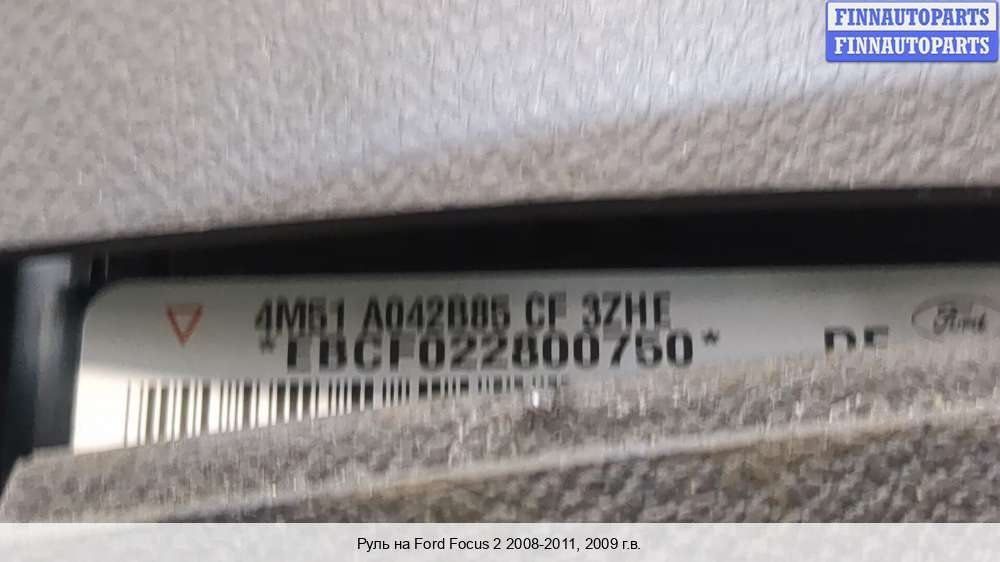 FINNAUTOPARTS
FINNAUTOPARTS
4M51 A042B85 CF 3ZHE
*EBCF022800750*
DE
Ford
Руль на Ford Focus 2 2008-2011, 2009 г.в.